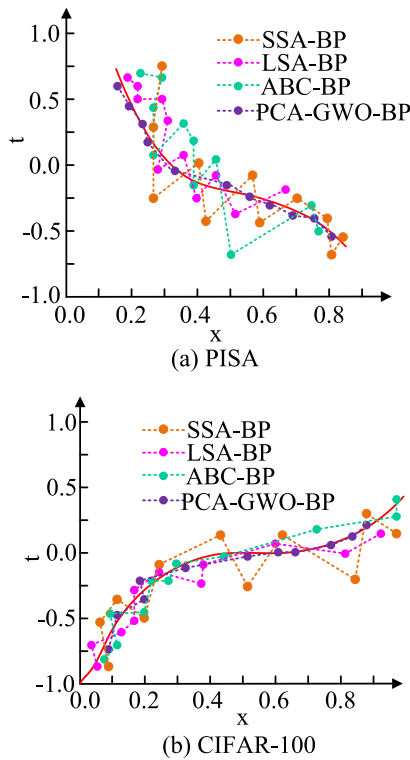 1.0
0.5
0.0
-0.5
-1.0
t
SSA-BP
LSA-BP
ABC-BP
PCA-GWO-BP
0.0 0.2 0.4 0.6 0.8
x
(a) PISA
1.0
0.5
0.0
-0.5
-1.0
t
SSA-BP
LSA-BP
ABC-BP
PCA-GWO-BP
0.0 0.2 0.4 0.6 0.8
x
(b) CIFAR-100